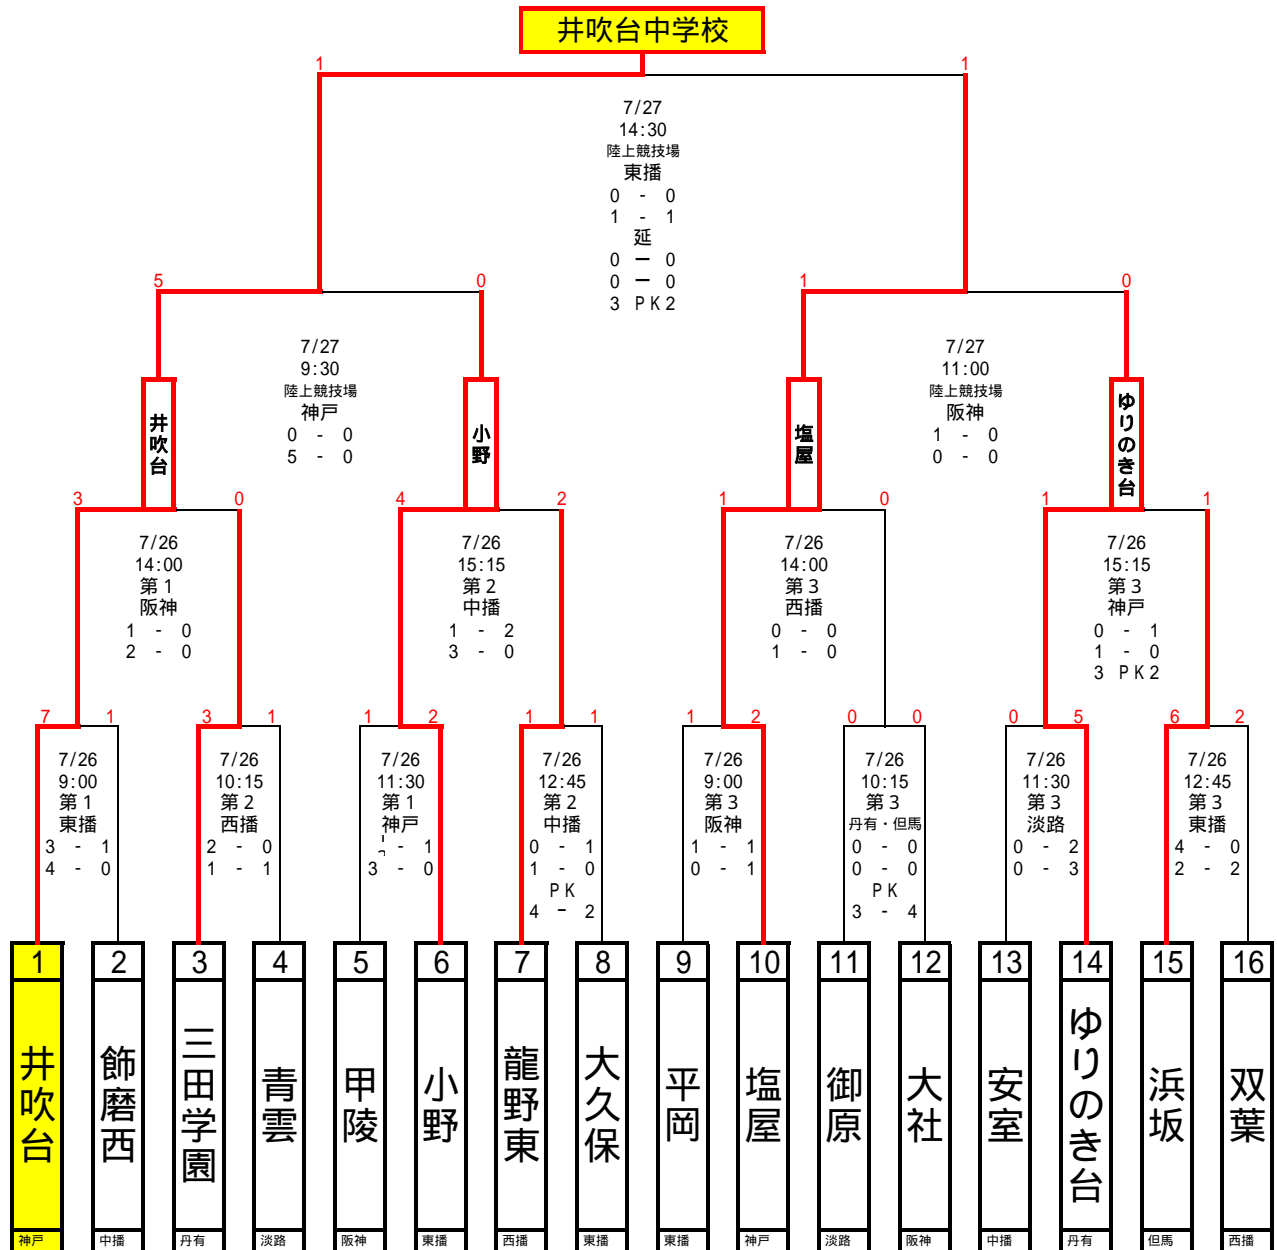 井吹台中学校
1 1
7/27
14:30
陸上競技場
東播
0 - 0
1 - 1
延
0 ー 0
0 ー 0
3 PK 2
5 0 1 0
7/27
9:30
陸上競技場
神戸
0 - 0
5 - 0
7/27
11:00
陸上競技場
阪神
1 - 0
0 - 0
井吹台
小野
塩屋
ゆりのき台
3 0 4 2 1 0 1 1
7/26
14:00
第1
阪神
1 - 0
2 - 0
7/26
15:15
第2
中播
1 - 2
3 - 0
7/26
14:00
第3
西播
0 - 0
1 - 0
7/26
15:15
第3
神戸
0 - 1
1 - 0
3 PK 2
7 1 3 1 1 2 1 1 1 2 0 0 0 5 6 2
7/26
9:00
第1
東播
3 - 1
4 - 0
7/26
10:15
第2
西播
2 - 0
1 - 1
7/26
11:30
第1
神戸
- 1
3 - 0
7/26
12:45
第2
中播
0 - 1
1 - 0
PK
4 - 2
7/26
9:00
第3
阪神
1 - 1
0 - 1
7/26
10:15
第3
丹有・但馬
0 - 0
0 - 0
PK
3 - 4
7/26
11:30
第3
淡路
0 - 2
0 - 3
7/26
12:45
第3
東播
4 - 0
2 - 2
1 2 3 4 5 6 7 8 9 10 11 12 13 14 15 16
井吹台
飾磨西
三田学園
青雲
甲陵
小野
龍野東
大久保
平岡
塩屋
御原
大社
安室
ゆりのき台
浜坂
双葉
神戸 中播 丹有 淡路 阪神 東播 西播 東播 東播 神戸 淡路 阪神 中播 丹有 但馬 西播